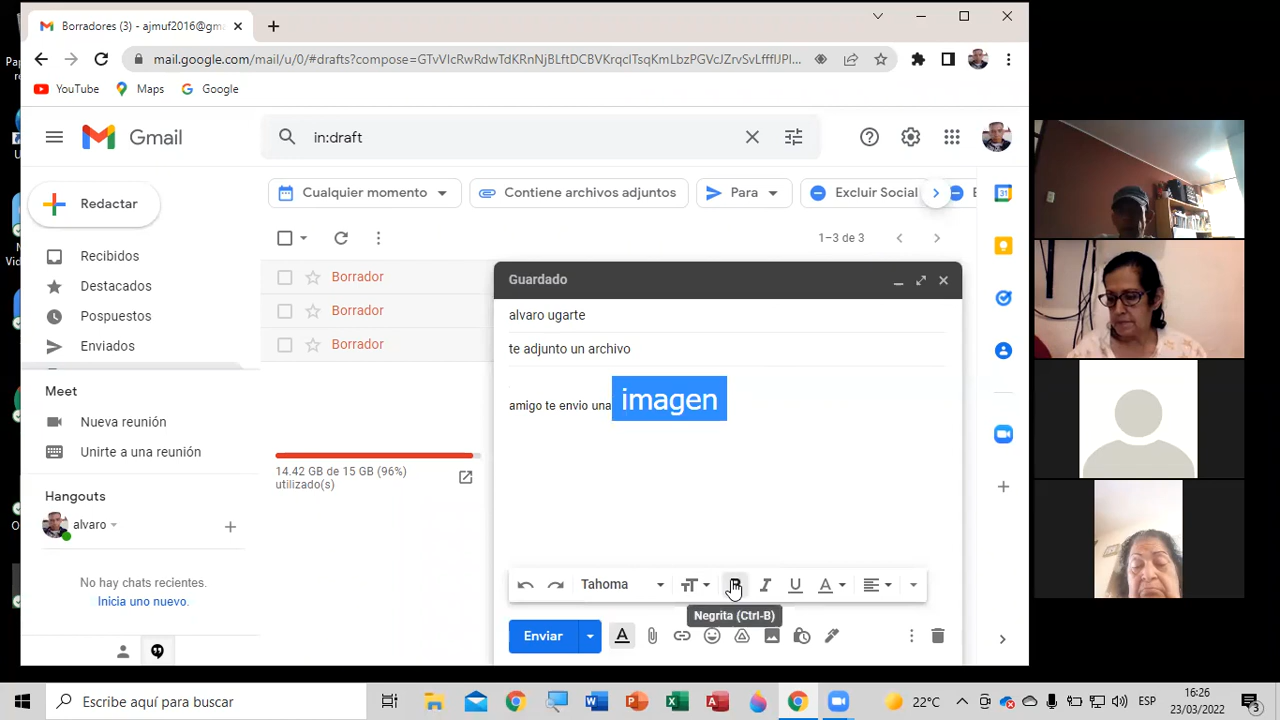 Borradores (3) - ajmuf2016@gma
mail.google.com/mail/u/0/#drafts?compose=GTvVlcRwRdwTdKRnNjBLftDCBVKrqclTsqKmLbzPGVcJZrvSvLfffJPl...
YouTube
Maps
Google
Gmail
in:draft
Redactar
Cualquier momento
Contiene archivos adjuntos
Para
Excluir Social
1–3 de 3
Recibidos
Destacados
Pospuestos
Enviados
Borrador
Borrador
Borrador
Guardado
alvaro ugarte
te adjunto un archivo
amigo te envio una imagen
Meet
Nueva reunión
Unirte a una reunión
14.42 GB de 15 GB (96%)
utilizado(s)
Hangouts
alvaro
No hay chats recientes.
Inicia uno nuevo.
Tahoma
Negrita (Ctrl-B)
Enviar
31
Escribe aquí para buscar
22°C
ESP
16:26
23/03/2022
3